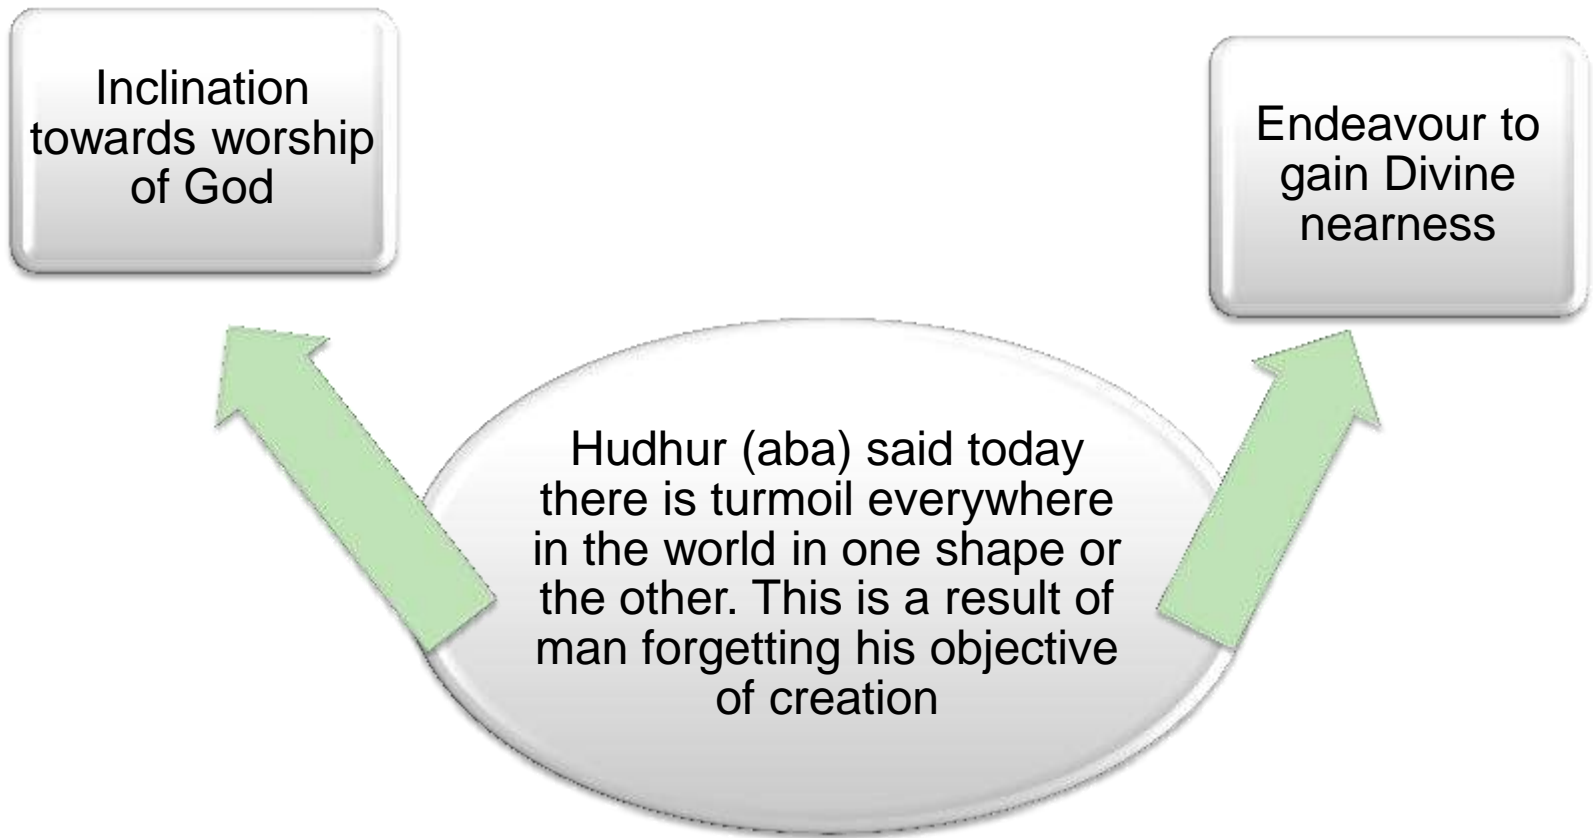 Inclination
towards worship
of God
Endeavour to
gain Divine
nearness
Hudhur (aba) said today
there is turmoil everywhere
in the world in one shape or
the other. This is a result of
man forgetting his objective
of creation